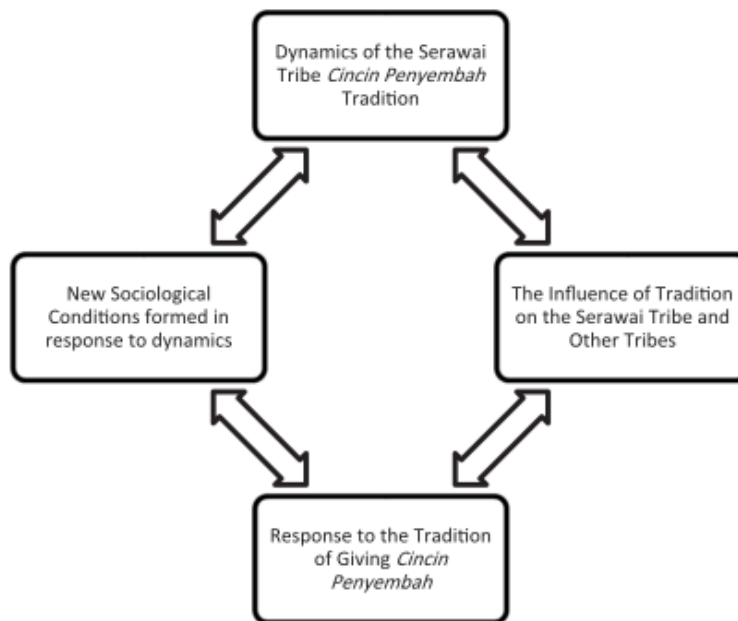 Dynamics of the Serawai
Tribe Cincin Penyembah
Tradition
New Sociological
Conditions formed in
response to dynamics
The Influence of Tradition
on the Serawai Tribe and
Other Tribes
Response to the Tradition
of Giving Cincin
Penyembah